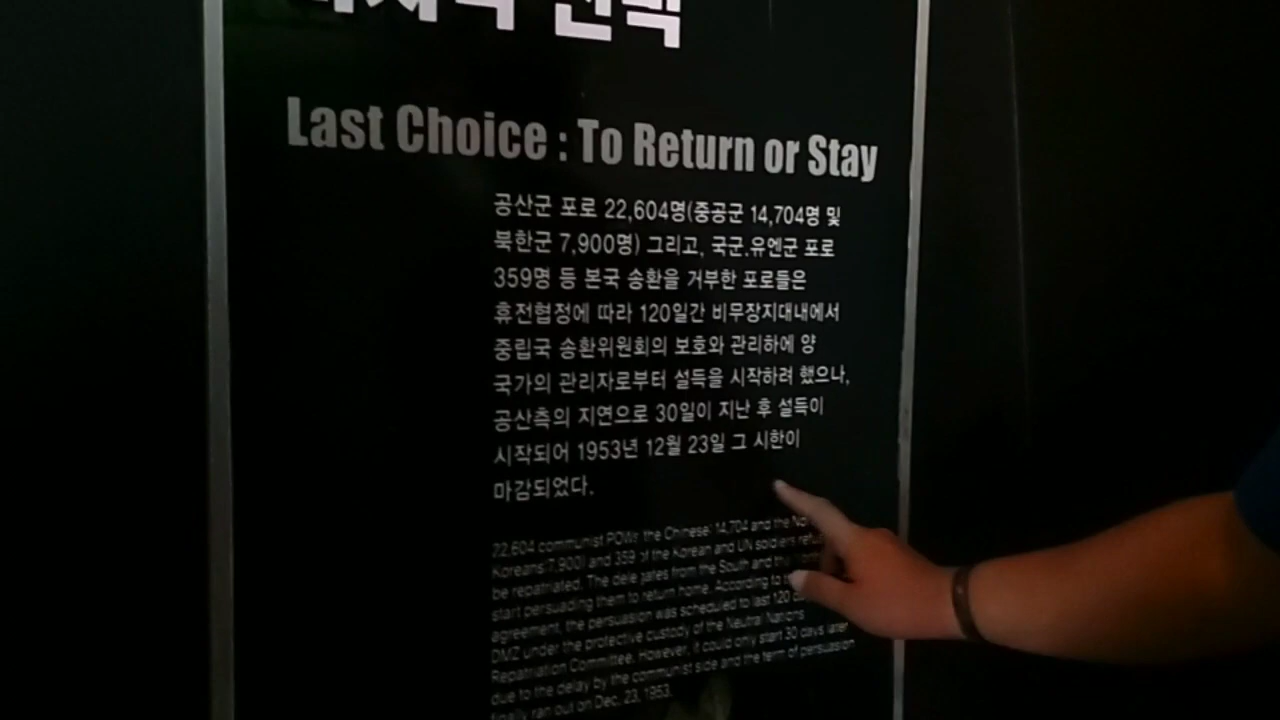 Last Choice : To Return or Stay
공산군 포로 22,604명(중공군 14,704명 및
북한군 7,900명) 그리고, 국군.유엔군 포로
359명 등 본국 송환을 거부한 포로들은
휴전협정에 따라 120일간 비무장지대내에서
중립국 송환위원회의 보호와 관리하에 양
국가의 관리자로부터 설득을 시작하려 했으나,
공산측의 지연으로 30일이 지난 후 설득이
시작되어 1953년 12월 23일 그 시한이
마감되었다.
22,604 communist POWs the Chinese: 14,704 and the
Koreans:7,900) and 359 of the Korean and UN soldiers
be repatriated. The delegates from the South and
start persuading them to return home. According to
agreement, the persuasion was scheduled to last 120
DMZ under the protective custody of the Neutral Nations
Repatriation Committee. However, it could only start 30 days later
due to the delay by the communist side and the term of persuasion
finally ran out on Dec. 23, 1953.